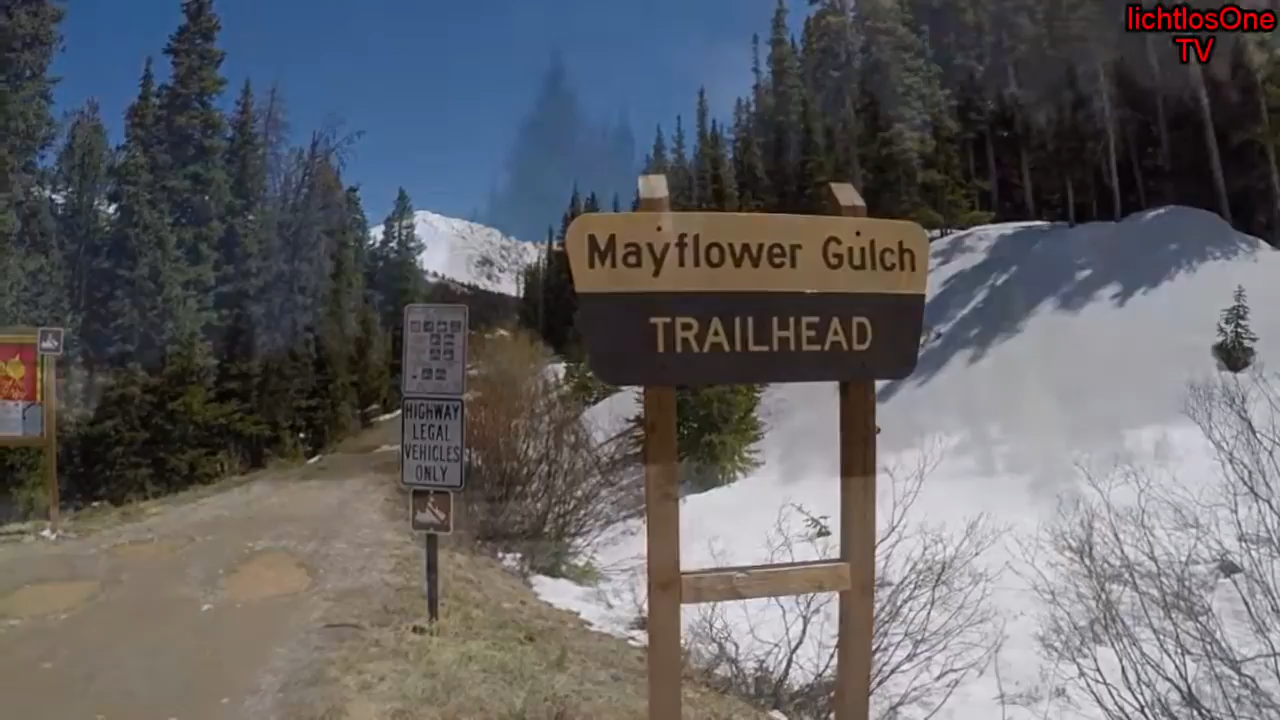 lichtlosOne
TV
Mayflower Gulch
TRAILHEAD
HIGHWAY
LEGAL
VEHICLES
ONLY